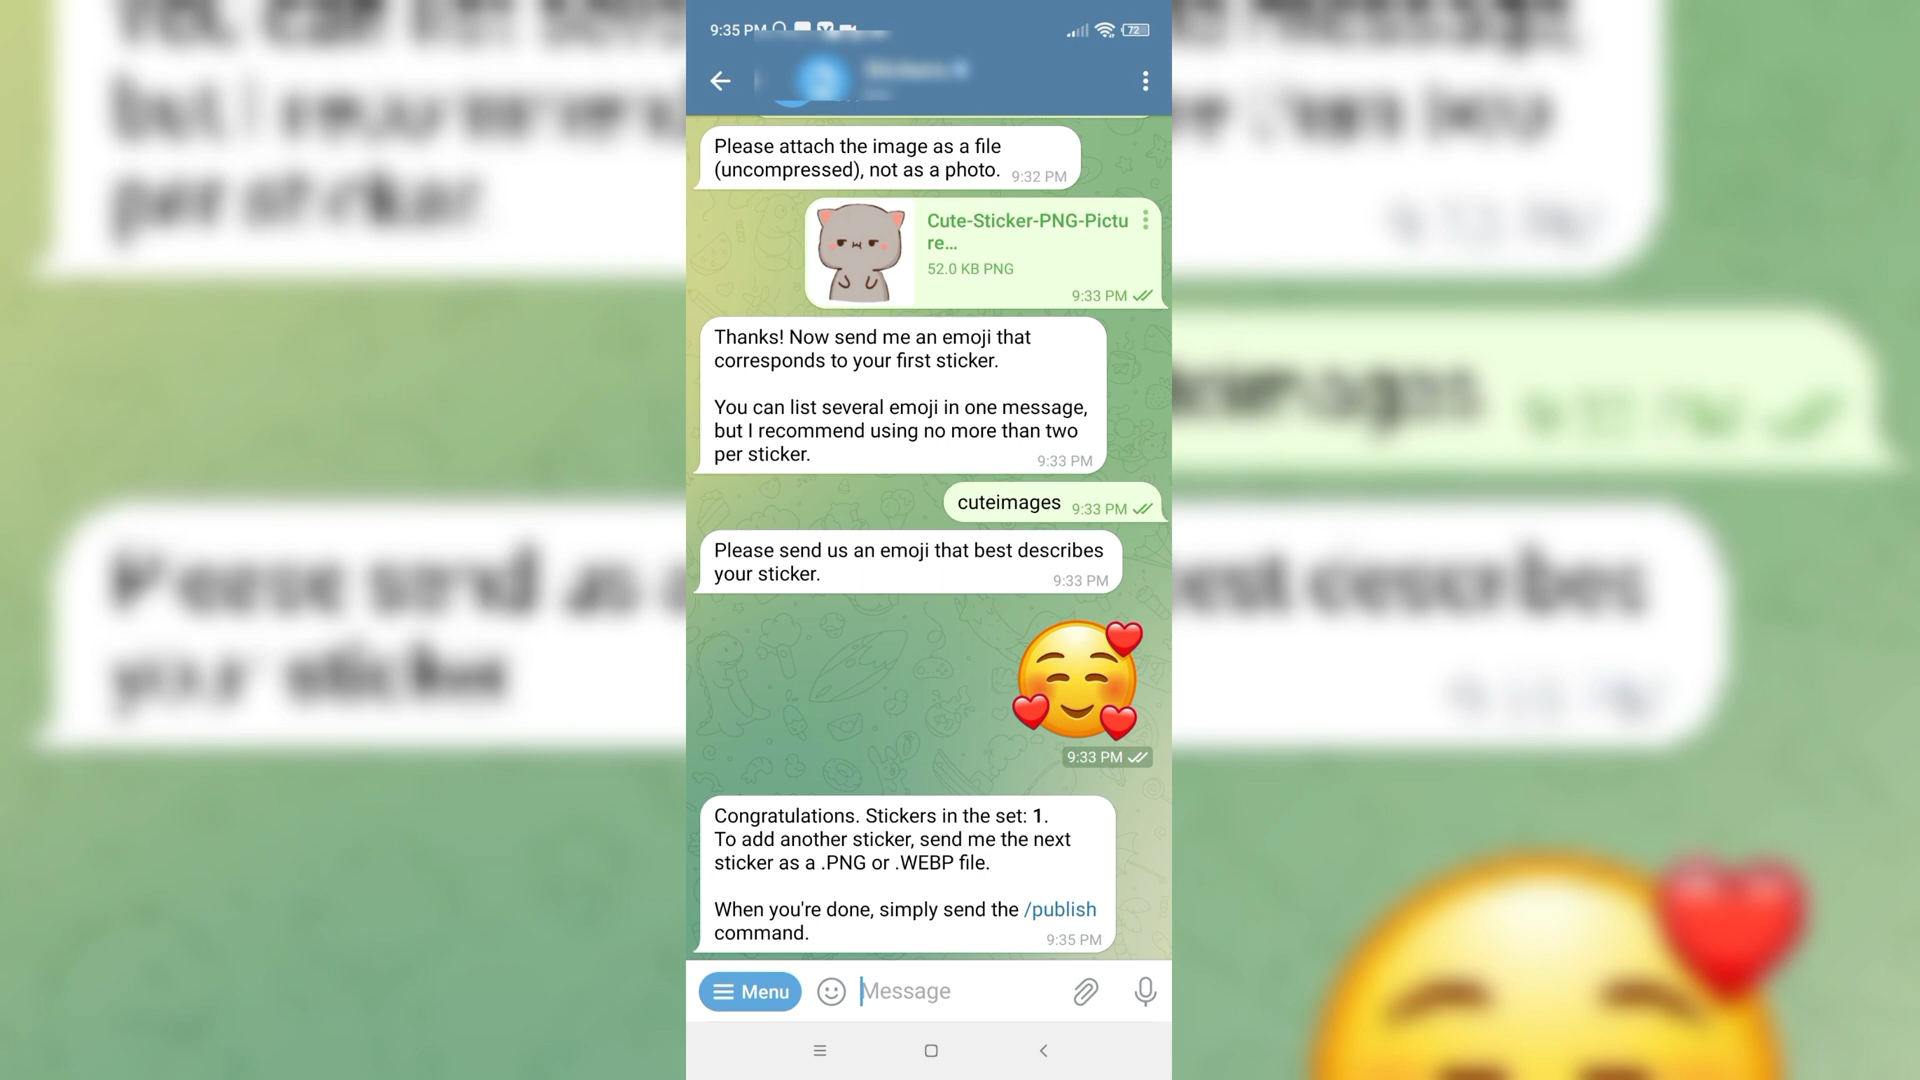 9:35 PM
72
Stickers
Please attach the image as a file
(uncompressed), not as a photo. 9:32 PM
Cute-Sticker-PNG-Pictu
re...
52.0 KB PNG
9:33 PM
Thanks! Now send me an emoji that
corresponds to your first sticker.
You can list several emoji in one message,
but I recommend using no more than two
per sticker. 9:33 PM
cuteimages 9:33 PM
Please send us an emoji that best describes
your sticker. 9:33 PM
9:33 PM
Congratulations. Stickers in the set: 1.
To add another sticker, send me the next
sticker as a .PNG or .WEBP file.
When you're done, simply send the /publish
command. 9:35 PM
Menu Message